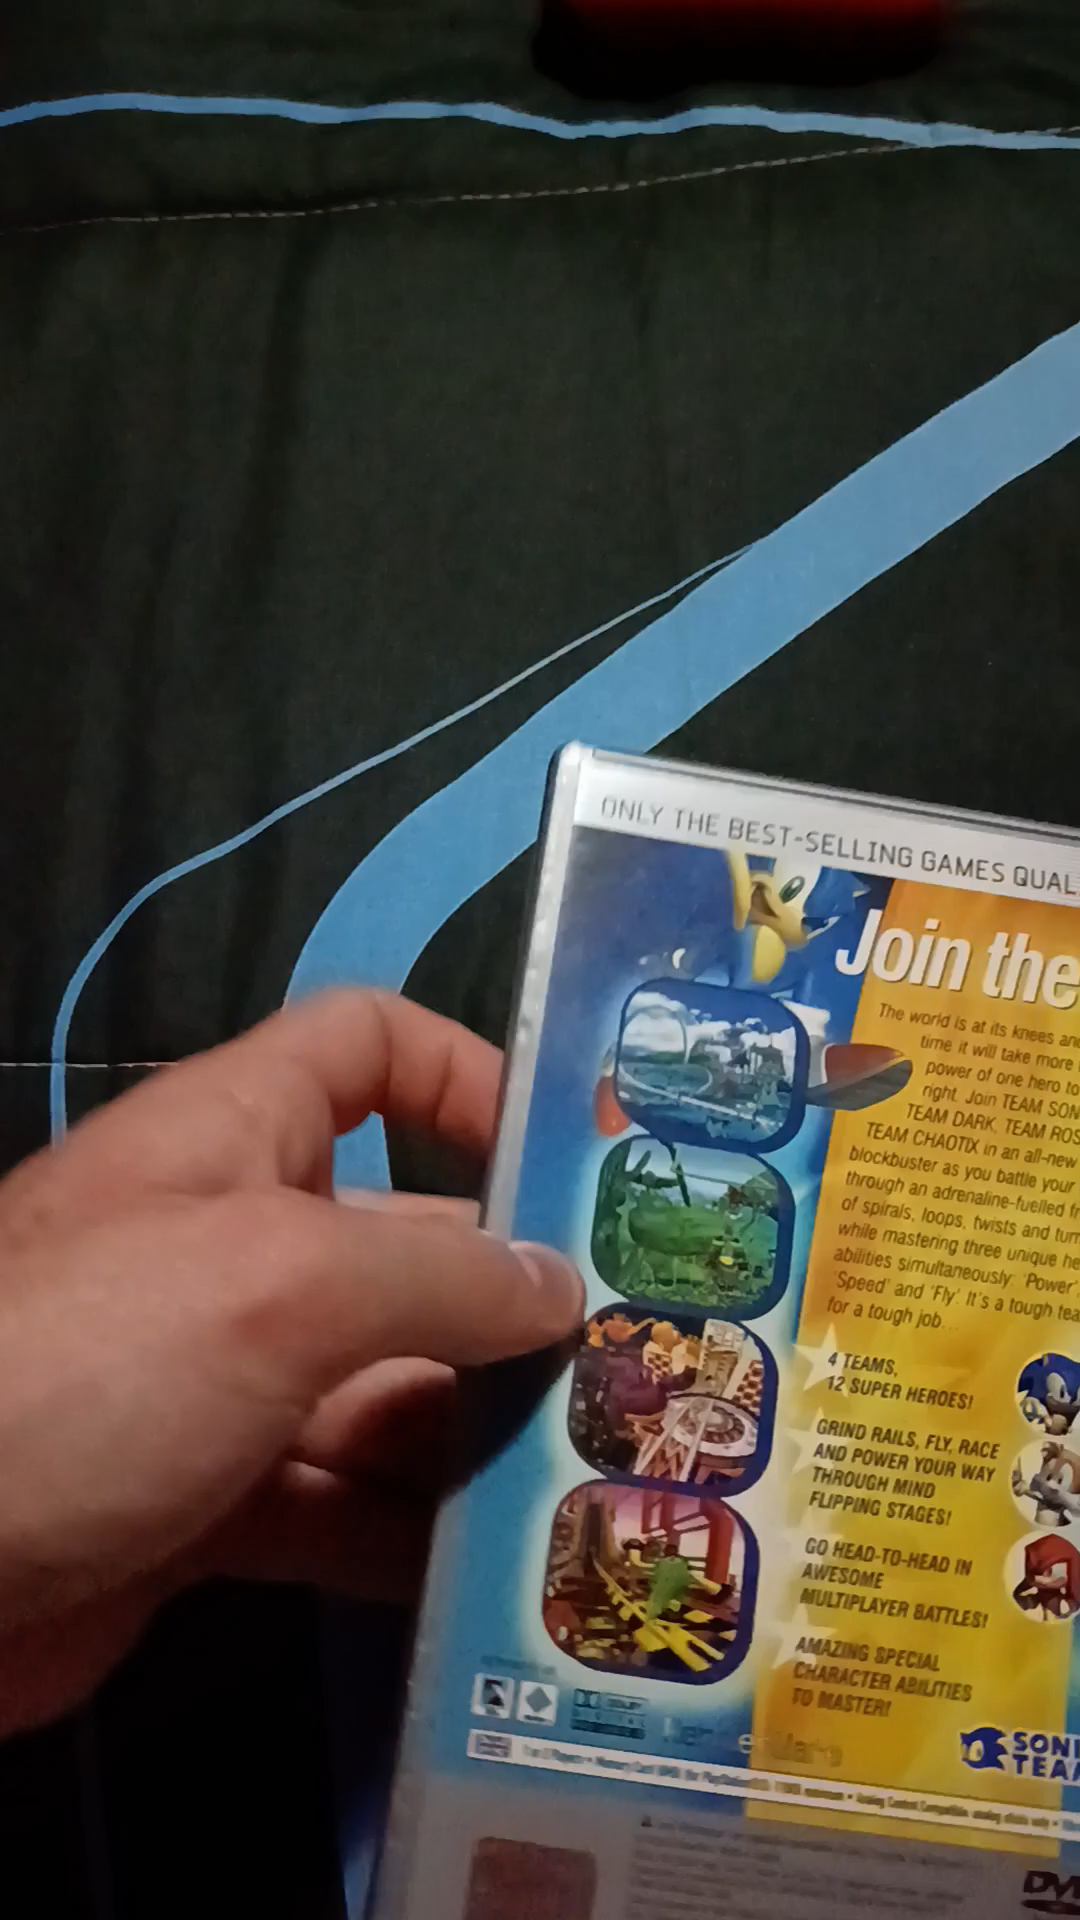 ONLY THE BEST-SELLING GAMES QUAL
Join the
The world is at its knees and
time it will take more
power of one hero to
right. Join TEAM SON
TEAM DARK, TEAM ROS
TEAM CHAOTIX in an all-new
blockbuster as you battle your
through an adrenaline-fuelled fr
of spirals, loops, twists and turn
while mastering three unique he
abilities simultaneously: 'Power',
'Speed' and 'Fly'. It's a tough tea
for a tough job...
4 TEAMS,
12 SUPER HEROES!
GRIND RAILS, FLY, RACE
AND POWER YOUR WAY
THROUGH MIND
FLIPPING STAGES!
GO HEAD-TO-HEAD IN
AWESOME
MULTIPLAYER BATTLES!
AMAZING SPECIAL
CHARACTER ABILITIES
TO MASTER!
SONI
TEA
DV